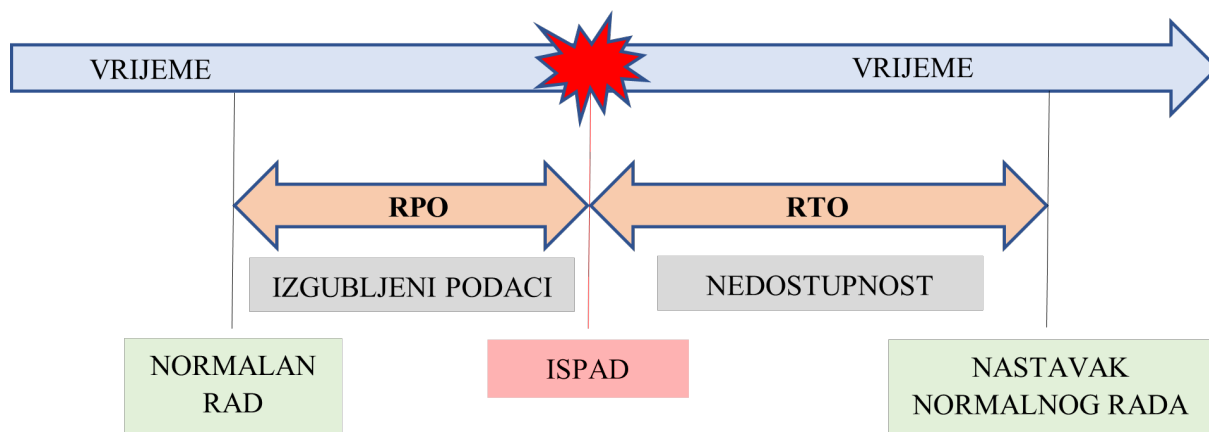 VRIJEME
VRIJEME
RPO
RTO
IZGUBLJENI PODACI
NEDOSTUPNOST
NORMALAN
RAD
ISPAD
NASTAVAK
NORMALNOG RADA